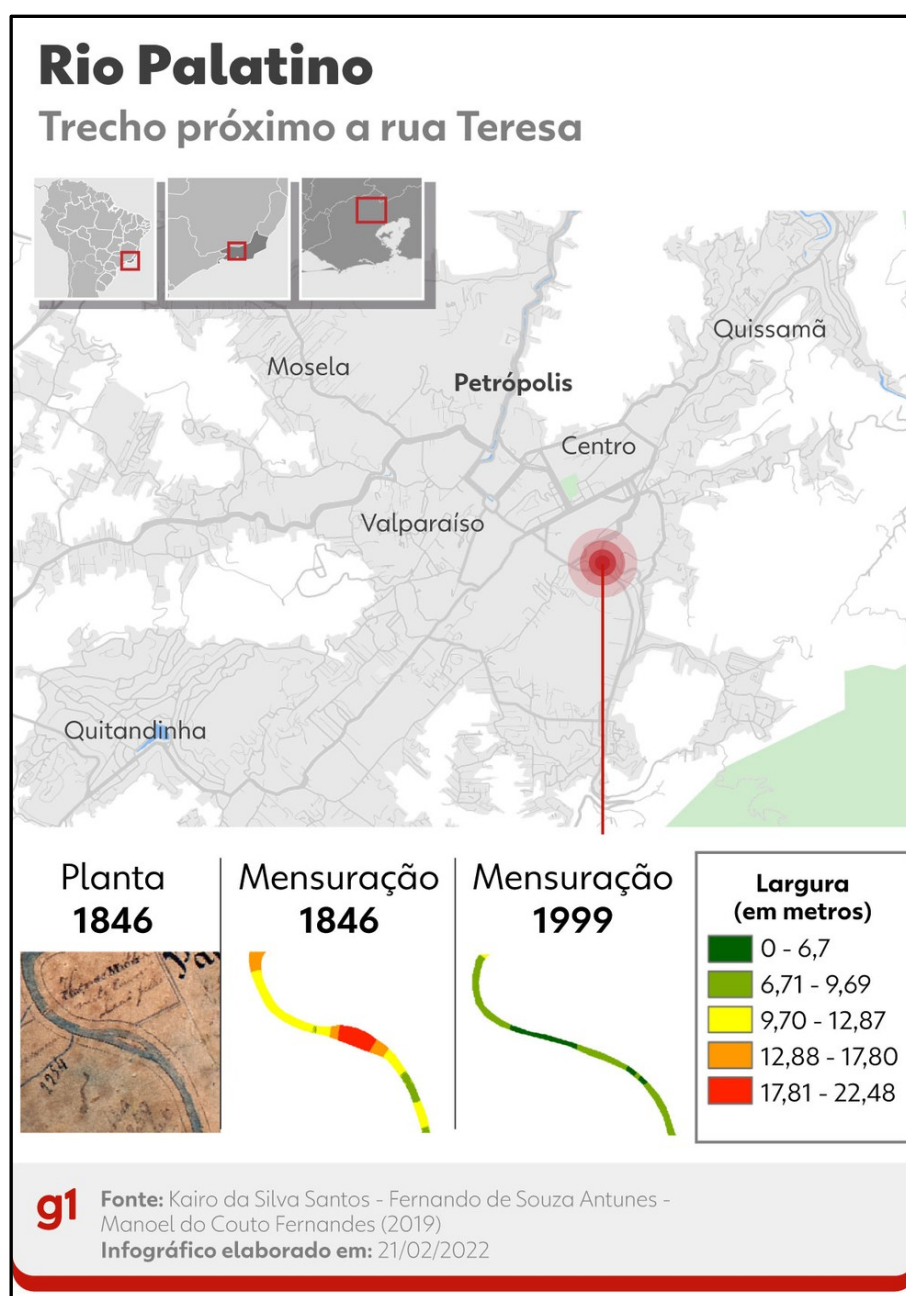 Rio Palatino
Trecho próximo a rua Teresa
Quissamã
Mosela
Petrópolis
Centro
Valparaíso
Quitandinha
Planta
1846
Mensuração
1846
Mensuração
1999
Largura
(em metros)
0 - 6,7
6,71 - 9,69
9,70 - 12,87
12,88 - 17,80
17,81 - 22,48
1254
g1
Fonte: Kairo da Silva Santos - Fernando de Souza Antunes -
Manoel do Couto Fernandes (2019)
Infográfico elaborado em: 21/02/2022